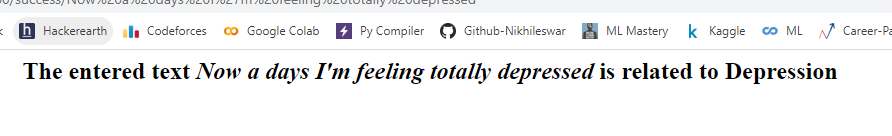 /success/Now%20a%20days%20I%27m%20feeling%20totally%20depressed
Hackerearth Codeforces Google Colab Py Compiler Github-Nikhileswar ML Mastery Kaggle ML Career-Pa
The entered text Now a days I'm feeling totally depressed is related to Depression